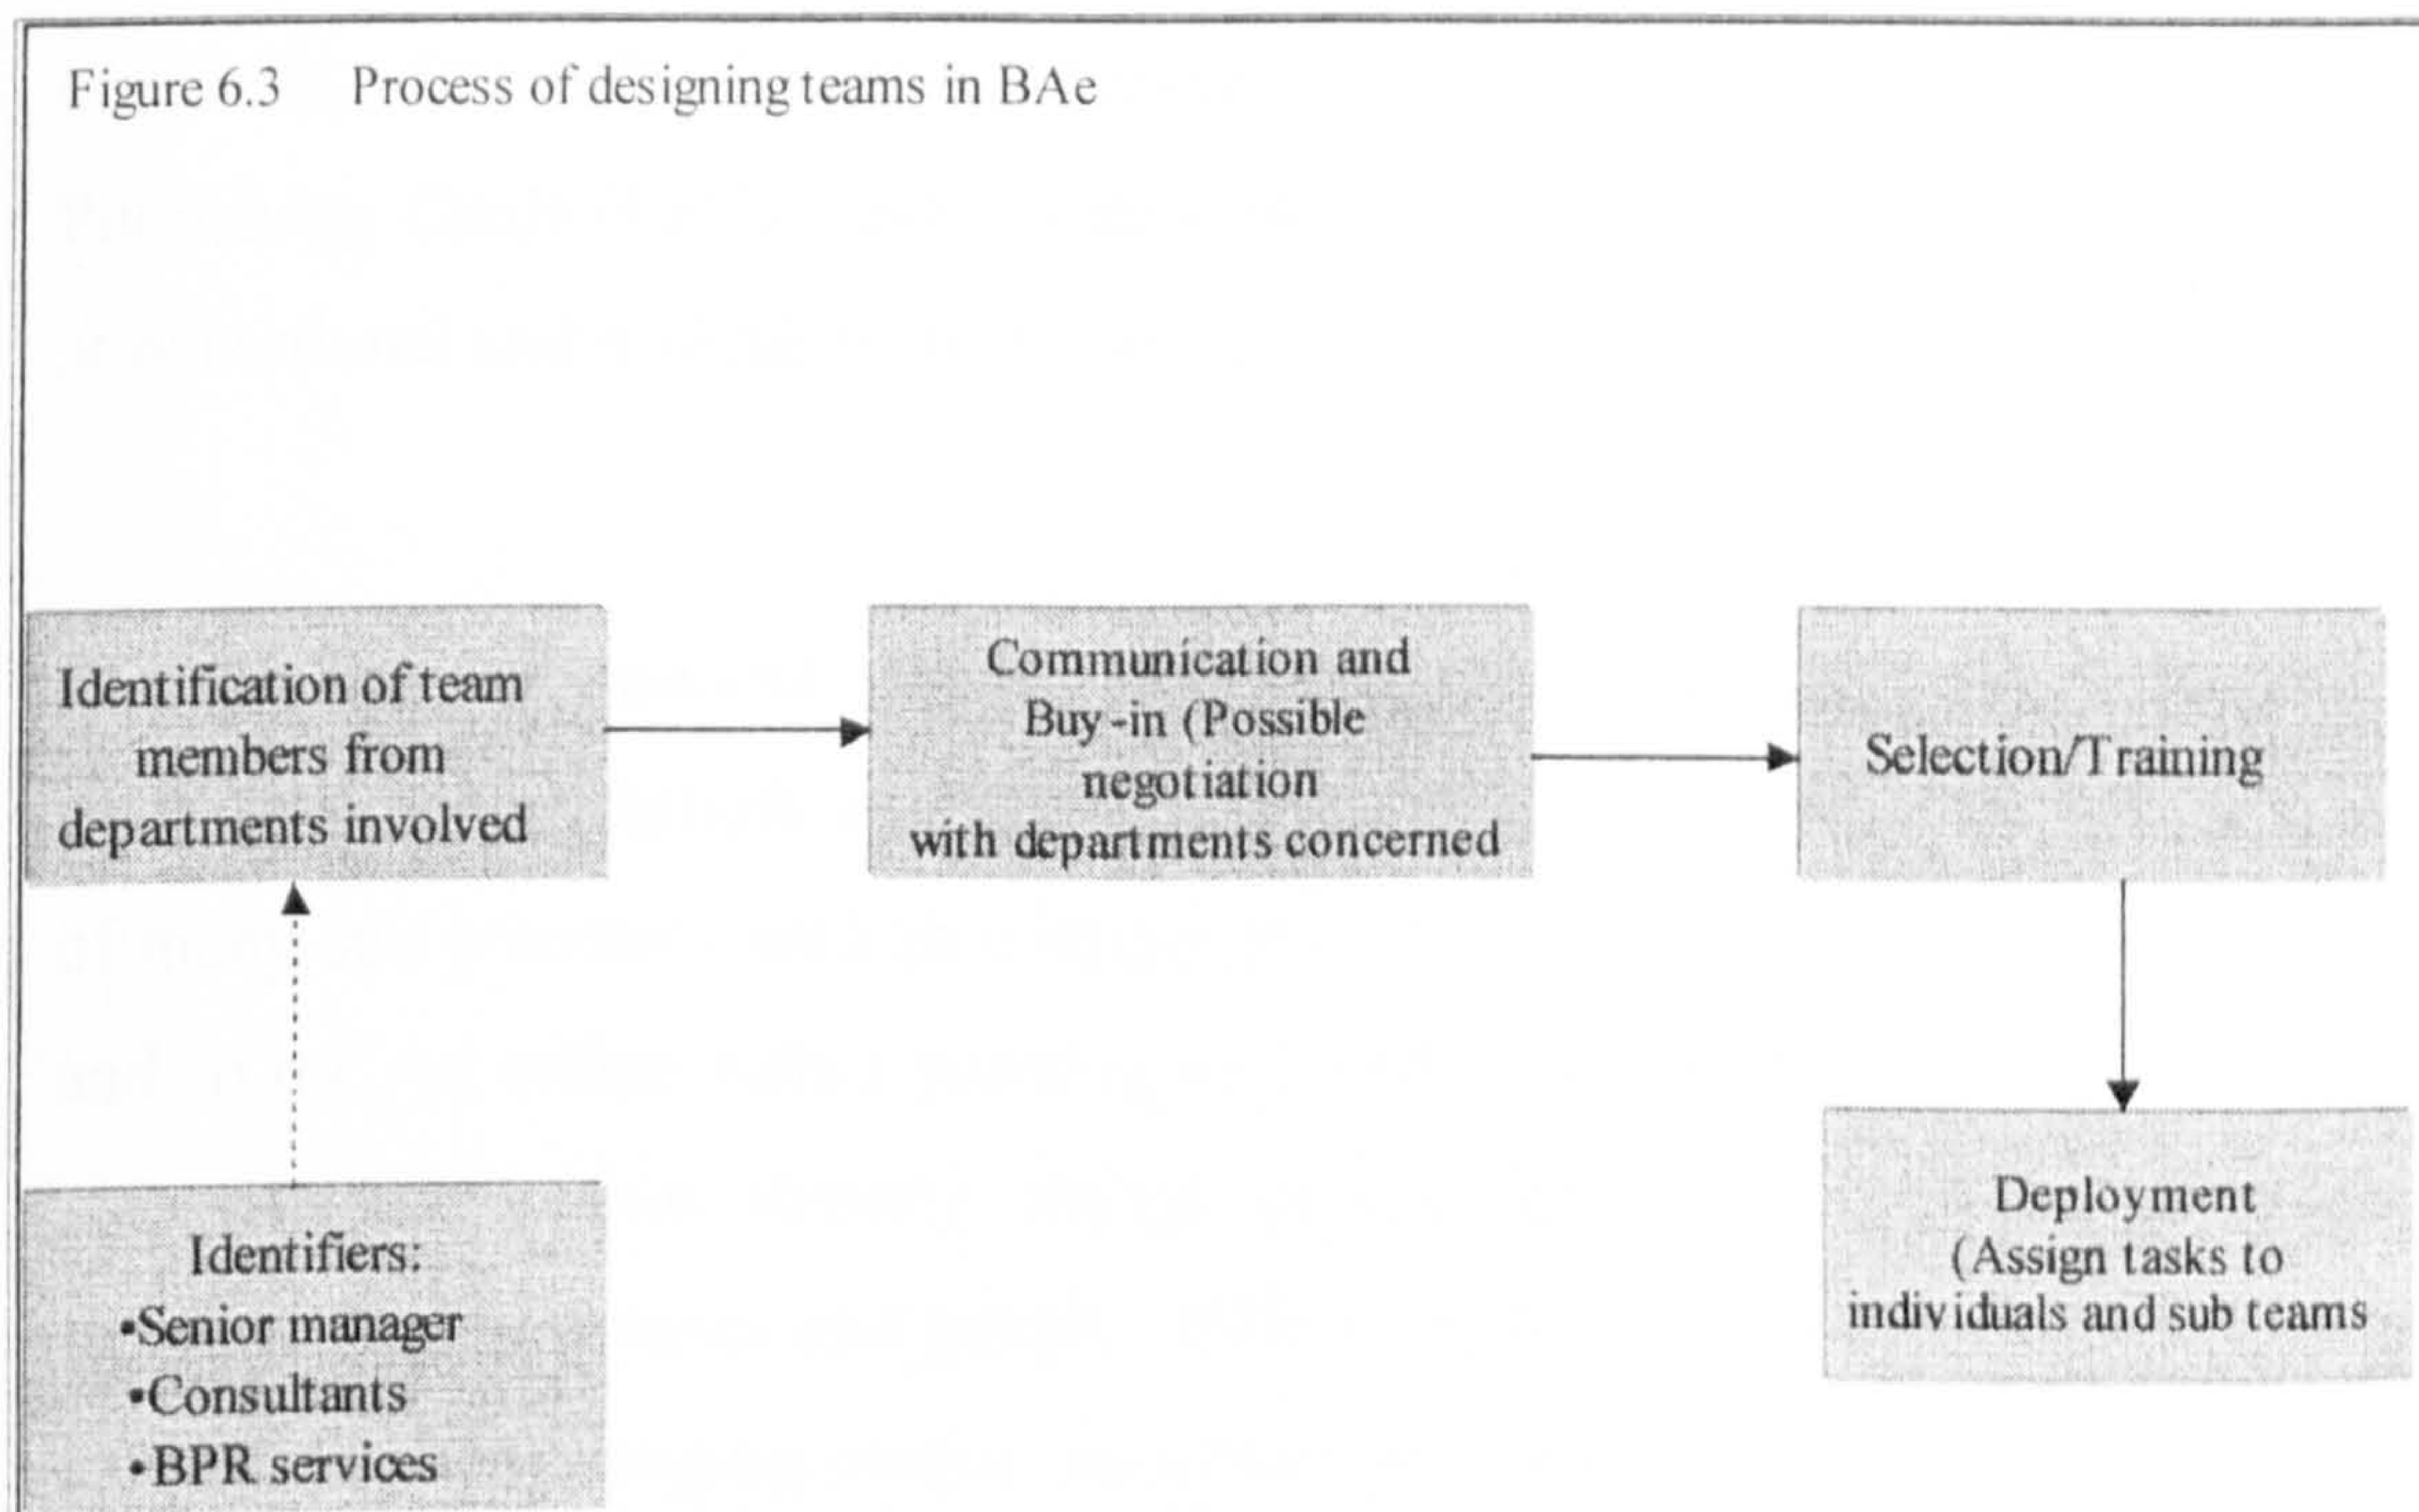 Figure 6.3 Process of designing teams in BAe
Identification of team
members from
departments involved
Communication and
Buy-in (Possible
negotiation
with departments concerned
Selection/Training
Identifiers:
•Senior manager
•Consultants
•BPR services
Deployment
(Assign tasks to
individuals and sub teams